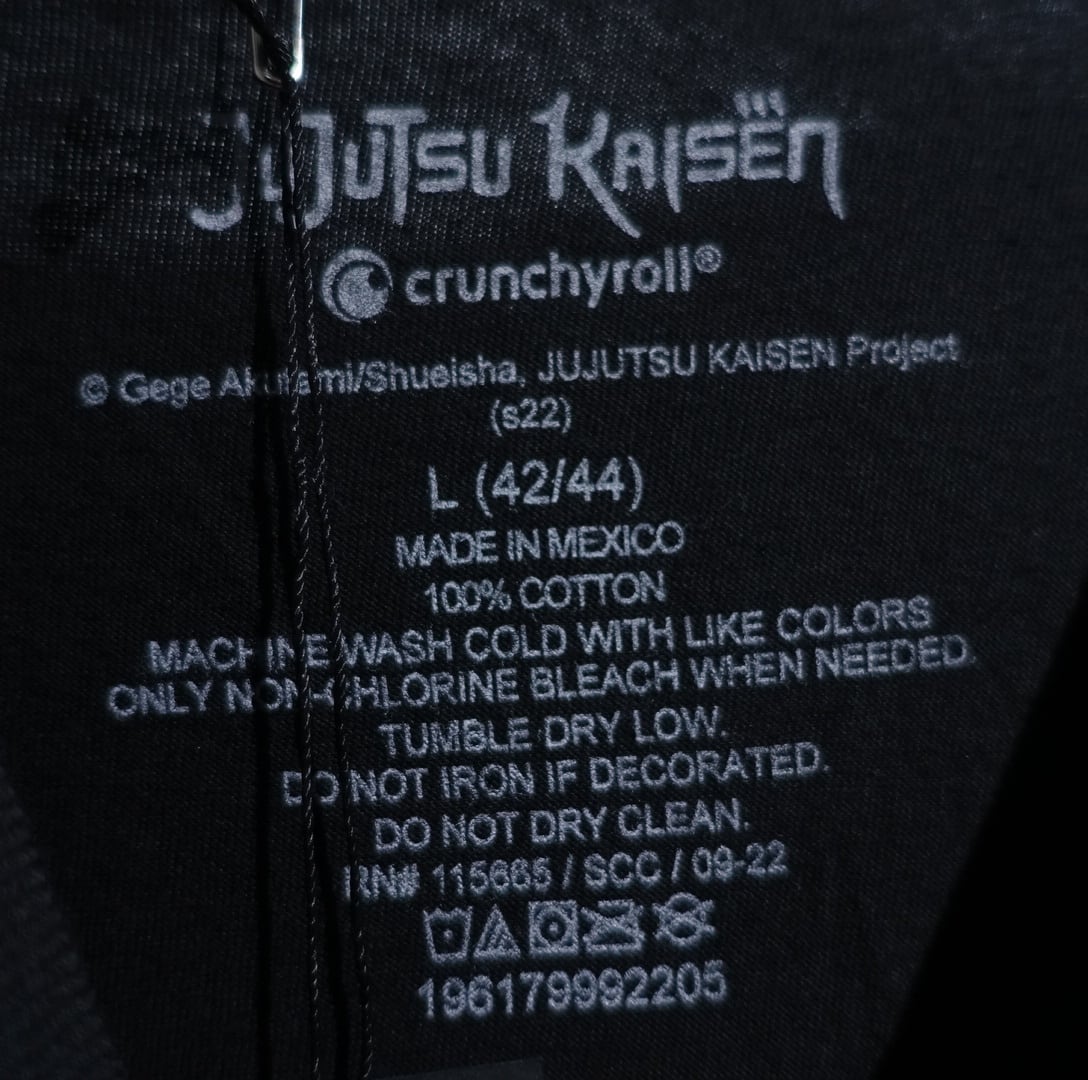 JUJUTSU KAISEN
crunchyroll®
© Gege Akutami/Shueisha, JUJUTSU KAISEN Project
(s22)
L (42/44)
MADE IN MEXICO
100% COTTON
MACHINE WASH COLD WITH LIKE COLORS
ONLY NON-CHLORINE BLEACH WHEN NEEDED.
TUMBLE DRY LOW.
DO NOT IRON IF DECORATED.
DO NOT DRY CLEAN.
RN# 115665 / SCC / 09-22
196179992205